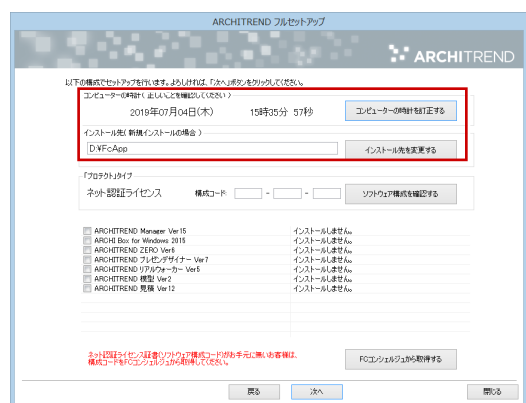 ARCHITREND フルセットアップ
ARCHITREND
以下の構成でセットアップを行います。よろしければ、「次へ」ボタンをクリックしてください。
コンピューターの時計( 正しいことを確認してください )
2019年07月04日(木) 15時35分 57秒 コンピューターの時計を訂正する
インストール先( 新規インストールの場合 )
D:¥FcApp インストール先を変更する
「プロテクト」タイプ
ネット認証ライセンス 構成コード: - - ソフトウェア構成を確認する
ARCHITREND Manager Ver15 インストールしません。
ARCHI Box for Windows 2015 インストールしません。
ARCHITREND ZERO Ver6 インストールしません。
ARCHITREND プレゼンデザイナー Ver7 インストールしません。
ARCHITREND リアルウォーカー Ver5 インストールしません。
ARCHITREND 模型 Ver2 インストールしません。
ARCHITREND 見積 Ver12 インストールしません。
ネット認証ライセンス証書(ソフトウェア構成コード)がお手元に無いお客様は、
構成コードをFCコンシェルジュから取得してください。 FCコンシェルジュから取得する
戻る 次へ 閉じる